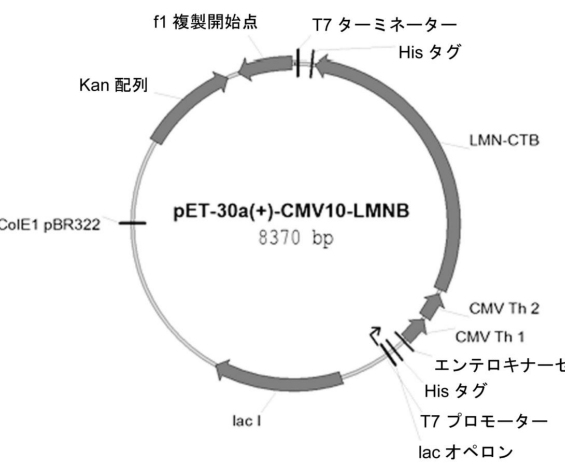 f1 複製開始点
T7 ターミネーター
His タグ
Kan 配列
LMN-CTB
pET-30a(+)-CMV10-LMNB
8370 bp
ColE1 pBR322
CMV Th 2
CMV Th 1
エンテロキナーゼ
His タグ
T7 プロモーター
lac I
lac オペロン